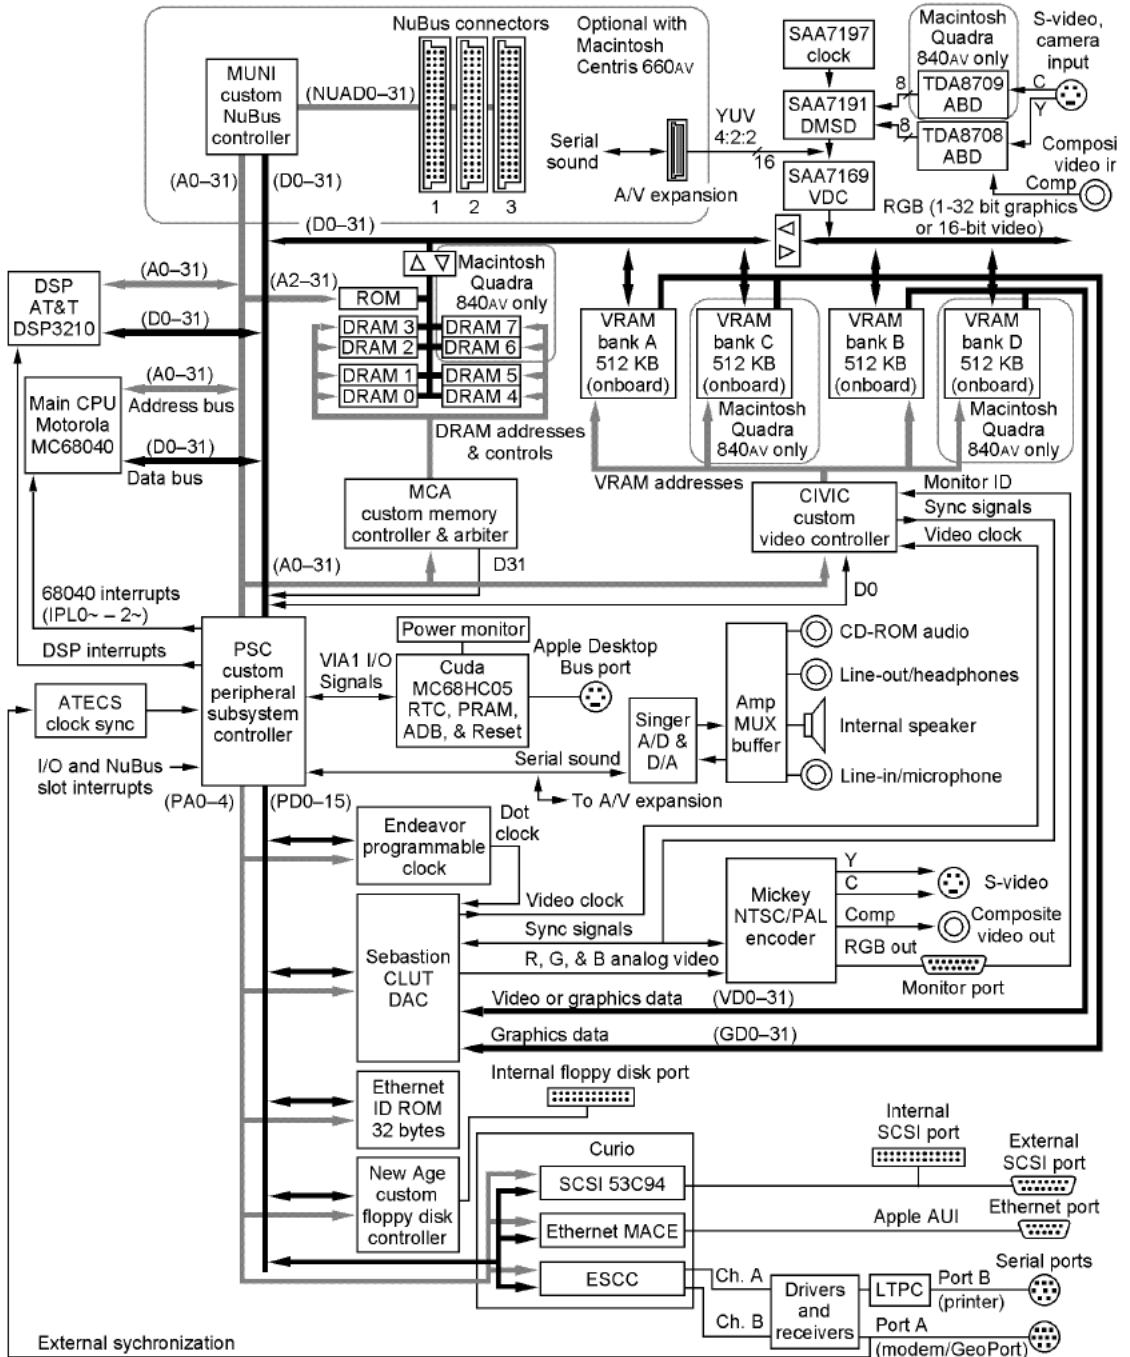 NuBus connectors
Optional with
Macintosh
Centris 660AV
SAA7197
clock
Macintosh
Quadra
840AV only
S-video,
camera
input
MUNI
custom
NuBus
controller
(NUAD0–31)
8
TDA8709
ABD
C
Y
SAA7191
DMSD
8
TDA8708
ABD
YUV
4:2:2
16
Serial
sound
Composi
video ir
SAA7169
VDC
Comp
(A0–31)
(D0–31)
1
2
3
A/V expansion
RGB (1-32 bit graphics
or 16-bit video)
(D0–31)
DSP
AT&T
DSP3210
(A0–31)
(D0–31)
(A2–31)
ROM
Macintosh
Quadra
840AV only
DRAM 3
DRAM 7
DRAM 2
DRAM 6
DRAM 1
DRAM 5
DRAM 0
DRAM 4
VRAM
bank A
512 KB
(onboard)
VRAM
bank C
512 KB
(onboard)
VRAM
bank B
512 KB
(onboard)
VRAM
bank D
512 KB
(onboard)
Macintosh
Quadra
840AV only
Macintosh
Quadra
840AV only
Main CPU
Motorola
MC68040
(A0–31)
Address bus
(D0–31)
Data bus
DRAM addresses
& controls
VRAM addresses
MCA
custom memory
controller & arbiter
CIVIC
custom
video controller
Monitor ID
Sync signals
Video clock
(A0–31)
D31
D0
68040 interrupts
(IPL0~ – 2~)
DSP interrupts
PSC
custom
peripheral
subsystem
controller
Power monitor
VIA1 I/O
Signals
Cuda
MC68HC05
RTC, PRAM,
ADB, & Reset
Apple Desktop
Bus port
ATECS
clock sync
Singer
A/D &
D/A
Amp
MUX
buffer
CD-ROM audio
Line-out/headphones
Internal speaker
Line-in/microphone
Serial sound
To A/V expansion
I/O and NuBus
slot interrupts
(PA0–4)
(PD0–15)
Endeavor
programmable
clock
Dot
clock
Sebastion
CLUT
DAC
Video clock
Sync signals
R, G, & B analog video
Mickey
NTSC/PAL
encoder
Y
C
S-video
Comp
Composite
video out
RGB out
Monitor port
Video or graphics data
(VD0–31)
Graphics data
(GD0–31)
Internal floppy disk port
Ethernet
ID ROM
32 bytes
New Age
custom
floppy disk
controller
Curio
SCSI 53C94
Ethernet MACE
ESCC
Internal
SCSI port
External
SCSI port
Apple AUI
Ethernet port
Ch. A
Ch. B
Drivers
and
receivers
LTPC
Serial ports
Port B
(printer)
Port A
(modem/GeoPort)
External sychronization